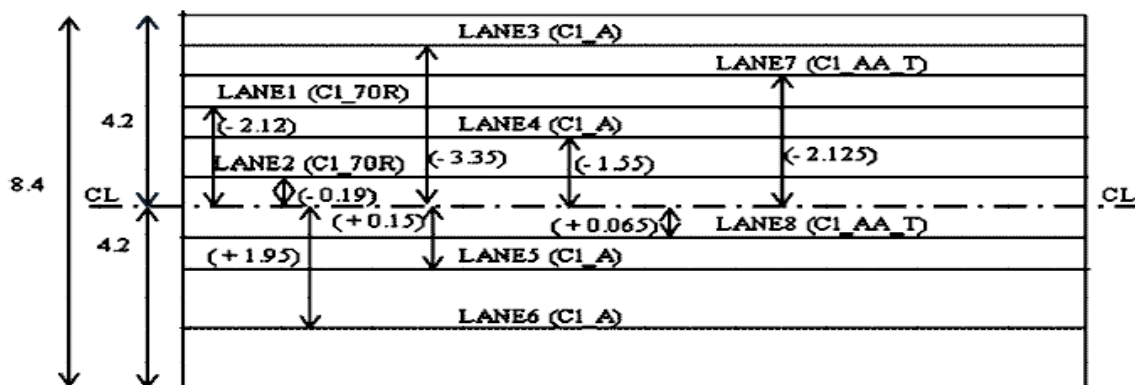 LANE3 (C1_A)
LANE7 (C1_AA_T)
LANE1 (C1_70R)
4.2
(- 2.12)
LANE4 (C1_A)
(- 3.35)
(- 1.55)
(- 2.125)
LANE2 (C1_70R)
8.4
CL
(- 0.19)
CL
(+ 0.15)
(+ 0.065)
LANE8 (C1_AA_T)
4.2
(+ 1.95)
LANE5 (C1_A)
LANE6 (C1_A)